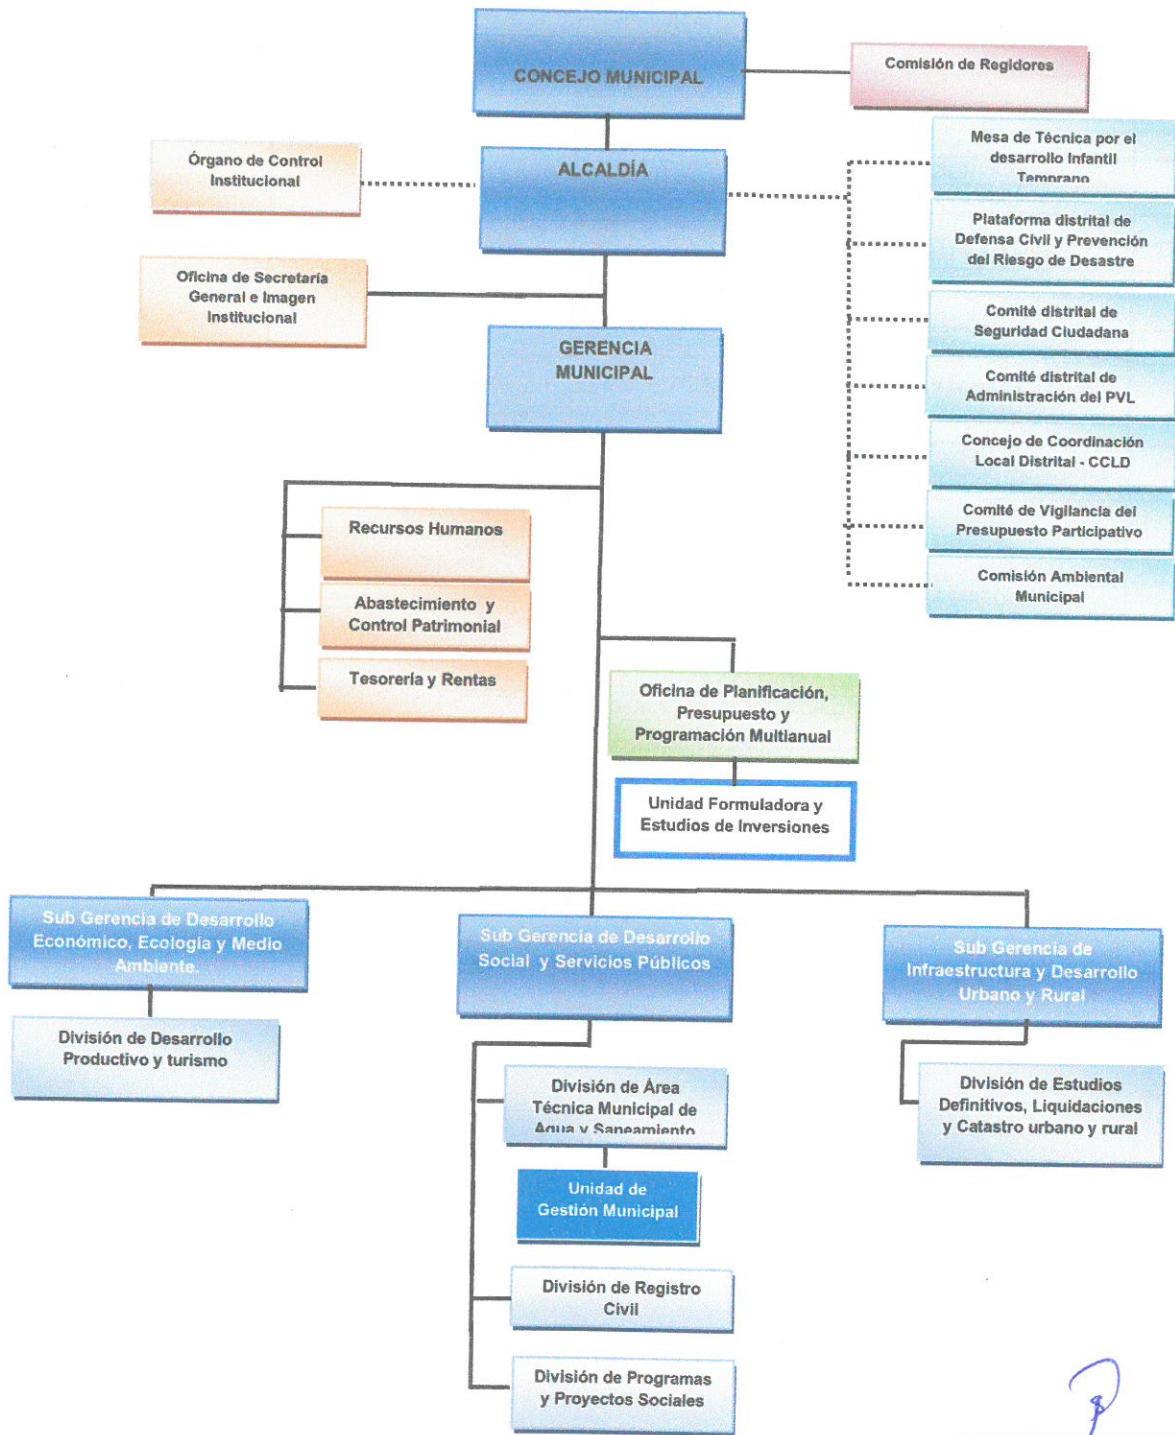 CONCEJO MUNICIPAL
Comisión de Regidores
Órgano de Control
Institucional
ALCALDÍA
Mesa de Técnica por el
desarrollo Infantil
Temprano
Plataforma distrital de
Defensa Civil y Prevención
del Riesgo de Desastre
Oficina de Secretaría
General e Imagen
Institucional
Comité distrital de
Seguridad Ciudadana
GERENCIA
MUNICIPAL
Comité distrital de
Administración del PVL
Concejo de Coordinación
Local Distrital - CCLD
Comité de Vigilancia del
Presupuesto Participativo
Comisión Ambiental
Municipal
Recursos Humanos
Abastecimiento y
Control Patrimonial
Tesorería y Rentas
Oficina de Planificación,
Presupuesto y
Programación Multianual
Unidad Formuladora y
Estudios de Inversiones
Sub Gerencia de Desarrollo
Económico, Ecología y Medio
Ambiente.
Sub Gerencia de Desarrollo
Social y Servicios Públicos
Sub Gerencia de
Infraestructura y Desarrollo
Urbano y Rural
División de Desarrollo
Productivo y turismo
División de Área
Técnica Municipal de
Agua y Saneamiento
División de Estudios
Definitivos, Liquidaciones
y Catastro urbano y rural
Unidad de
Gestión Municipal
División de Registro
Civil
División de Programas
y Proyectos Sociales